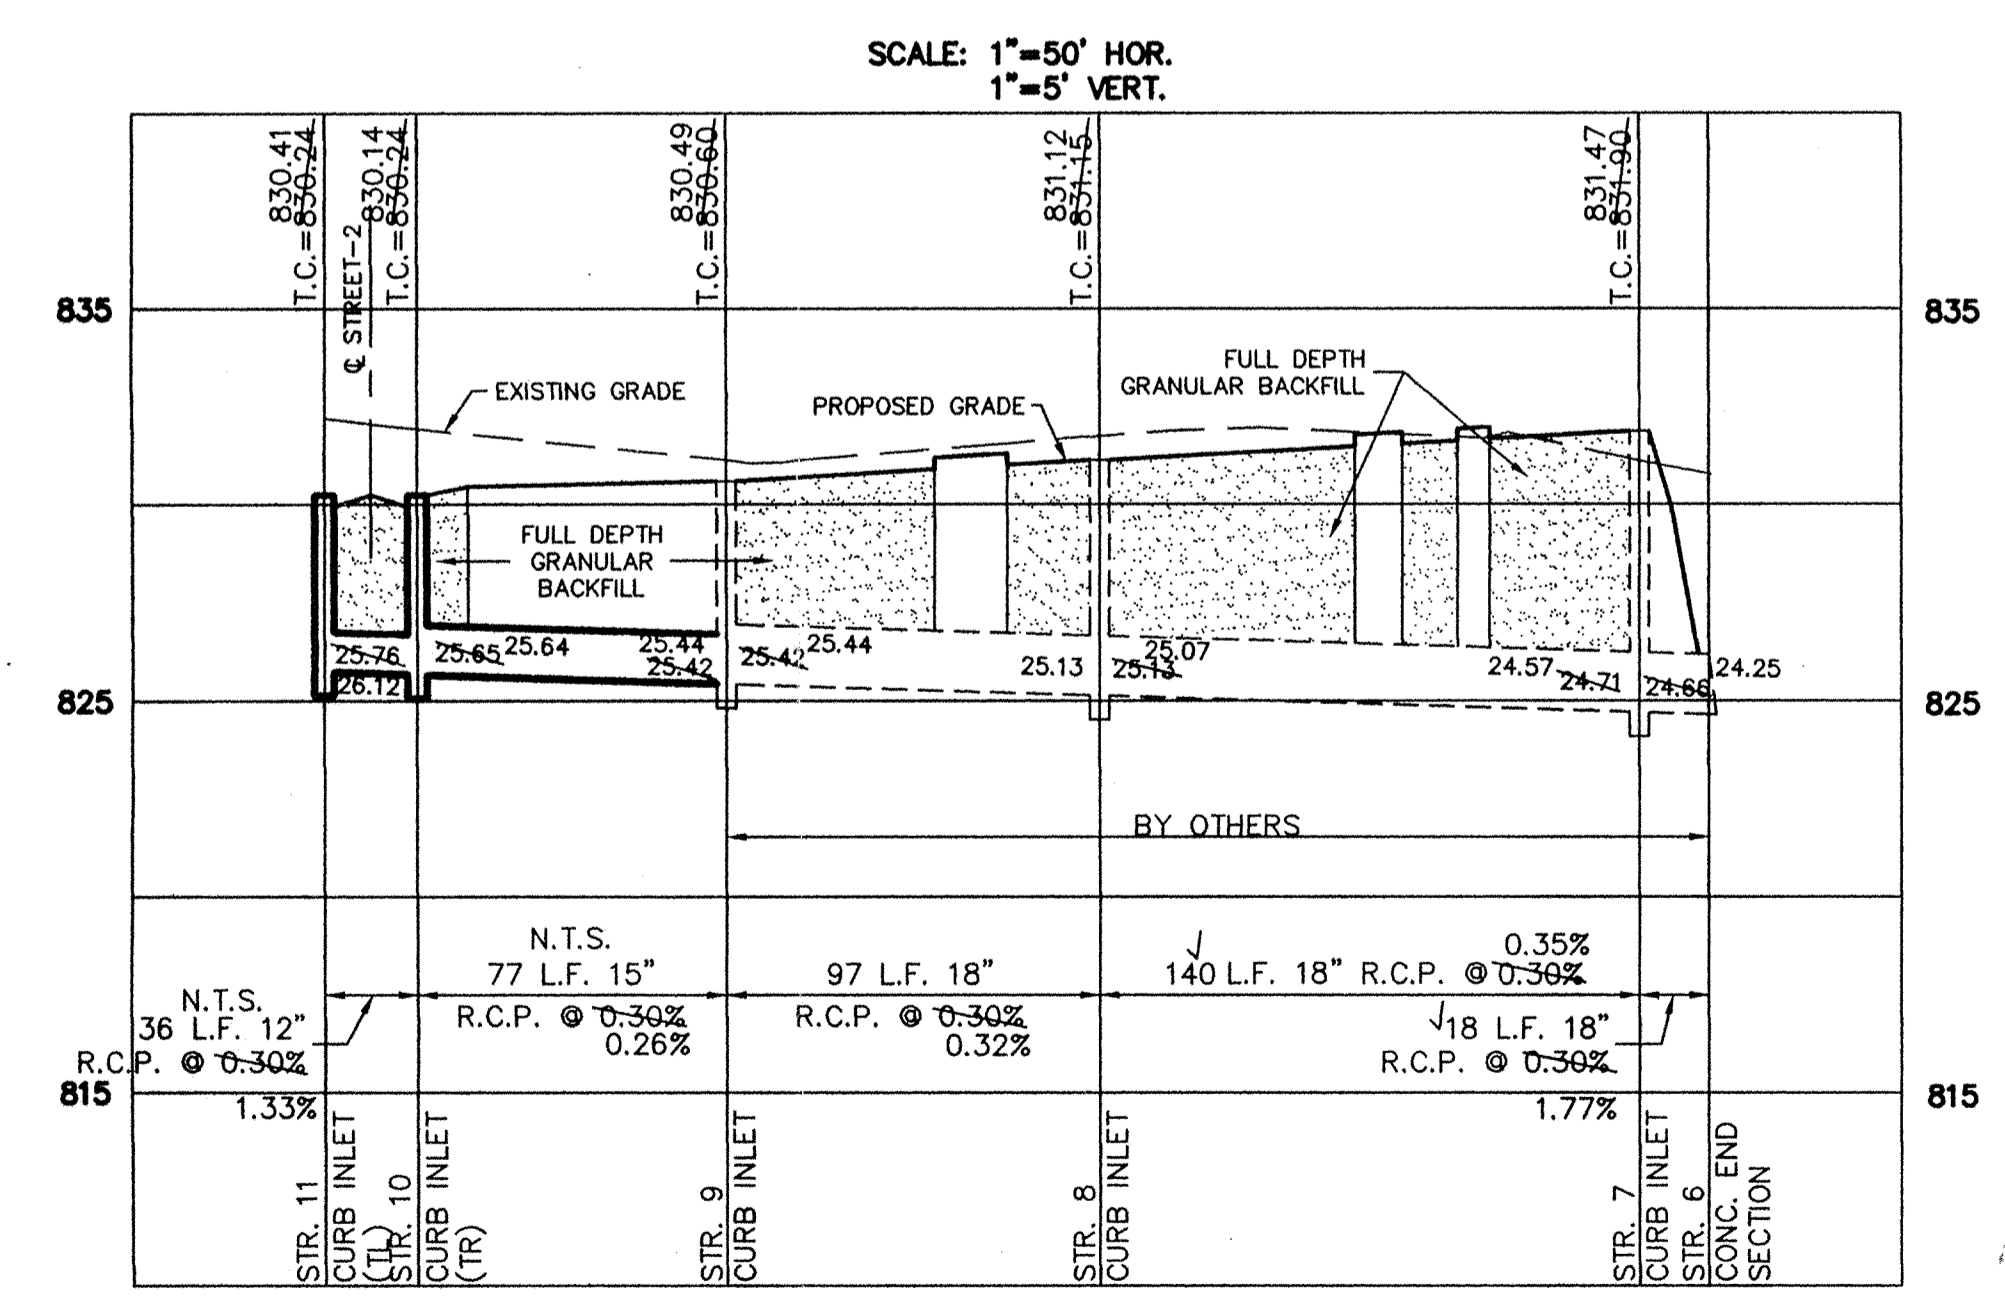 SCALE: 1"=50' HOR.
1"=5' VERT.
830.41
T.C.=830.24
℄ STREET-2
830.14
T.C.=830.24
830.49
T.C.=830.60
831.12
T.C.=831.15
831.47
T.C.=831.90
835
835
EXISTING GRADE
PROPOSED GRADE
FULL DEPTH
GRANULAR BACKFILL
FULL DEPTH
GRANULAR
BACKFILL
25.76
26.12
25.65
25.64
25.44
25.42
25.42
25.44
25.13
25.13
25.07
24.57
24.71
24.66
24.25
825
825
BY OTHERS
N.T.S.
36 L.F. 12"
R.C.P. @ 0.30%
1.33%
N.T.S.
77 L.F. 15"
R.C.P. @ 0.30%
0.26%
97 L.F. 18"
R.C.P. @ 0.30%
0.32%
0.35%
140 L.F. 18" R.C.P. @ 0.30%
18 L.F. 18"
R.C.P. @ 0.30%
1.77%
815
815
STR. 11
CURB INLET
(TL)
STR. 10
CURB INLET
(TR)
STR. 9
CURB INLET
STR. 8
CURB INLET
STR. 7
CURB INLET
STR. 6
CONC. END
SECTION